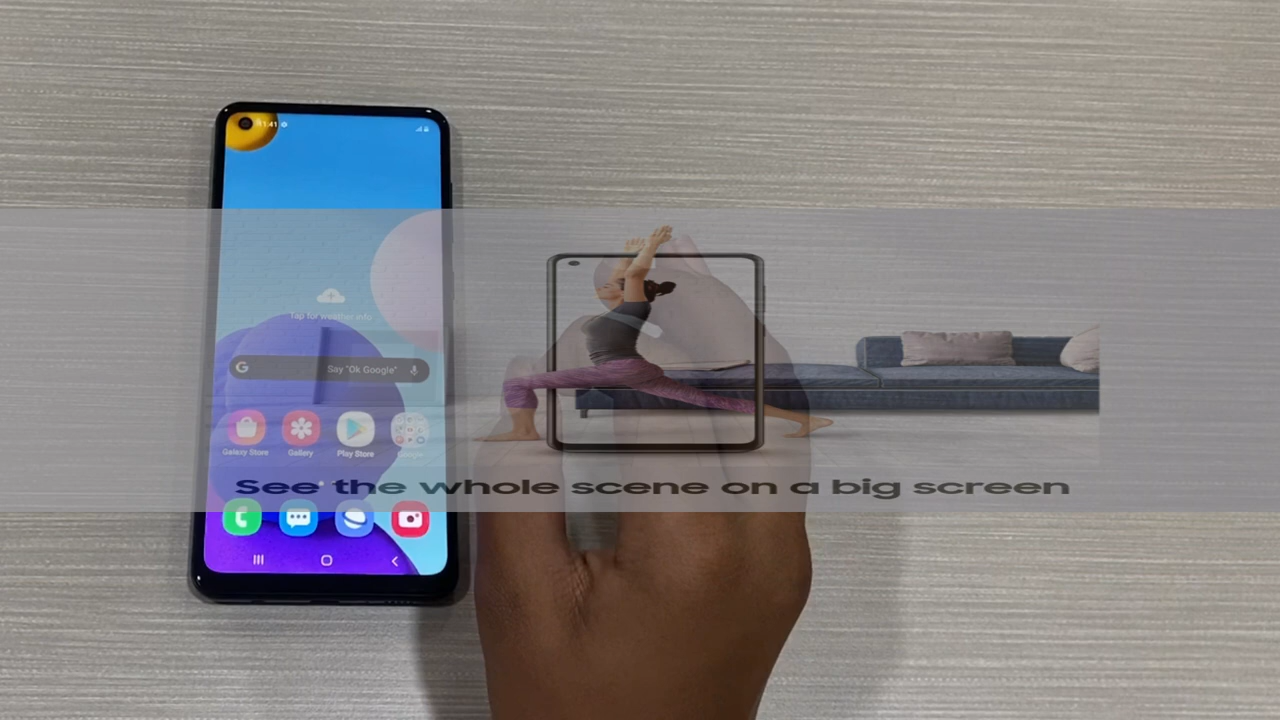 11:41
Tap for weather info
G Say "Ok Google"
Galaxy Store Gallery Play Store Google
See the whole scene on a big screen